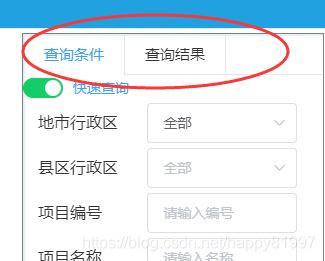 查询条件 查询结果
快速查询
地市行政区 全部
县区行政区 全部
项目编号 请输入编号
项目名称 请输入名称
https://blog.csdn.net/happy81997